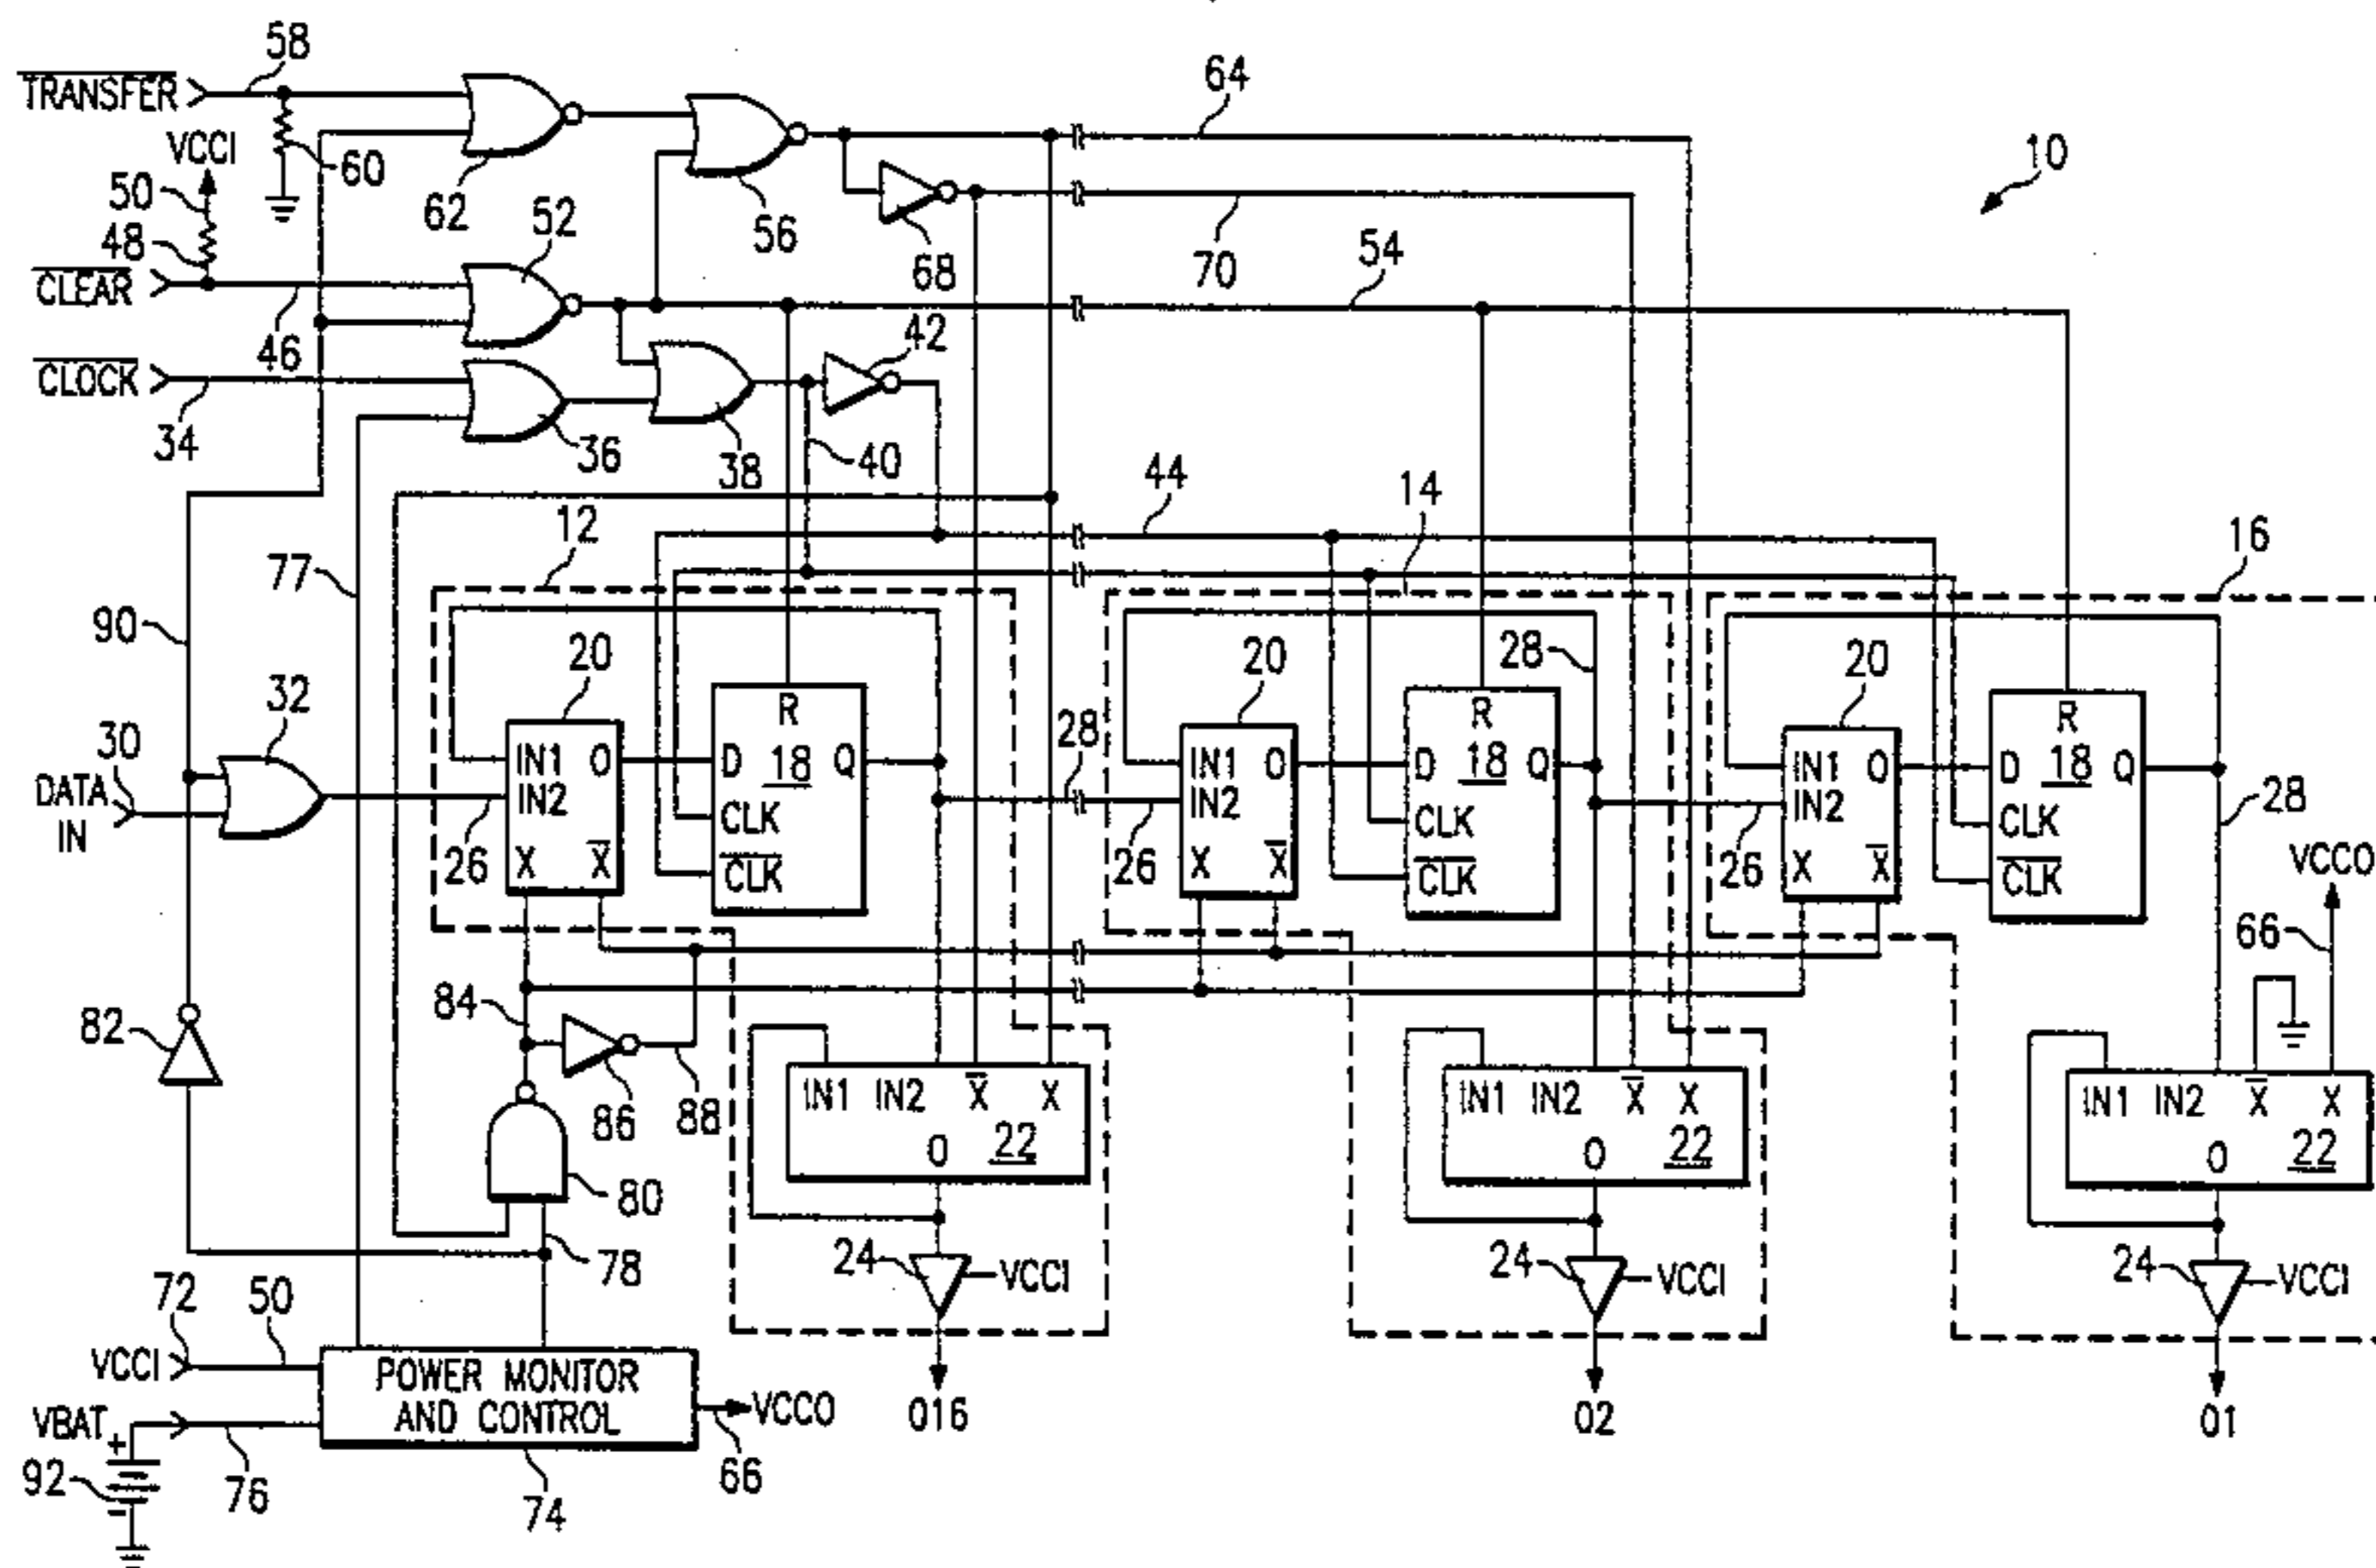 58
64
TRANSFER
VCCI
60
10
50
62
52
56
48
68
70
54
CLEAR
46
42
CLOCK
34
36
38
40
44
14
12
16
77
90
20
28
20
20
32
28
30
DATA
IN
IN1 O
IN2
X X
26
R
D 18 Q
CLK
CLK
IN1 O
IN2
X X
26
R
D 18 Q
CLK
CLK
IN1 O
IN2
X X
26
R
D 18 Q
CLK
CLK
28
VCCO
66
84
82
86
88
IN1 IN2 X X
O 22
IN1 IN2 X X
O 22
IN1 IN2 X X
O 22
80
78
24
VCCI
24
VCCI
24
VCCI
72
50
VCCI
POWER MONITOR
AND CONTROL
VCCO
66
VBAT
+
92
-
76
74
O16
O2
O1